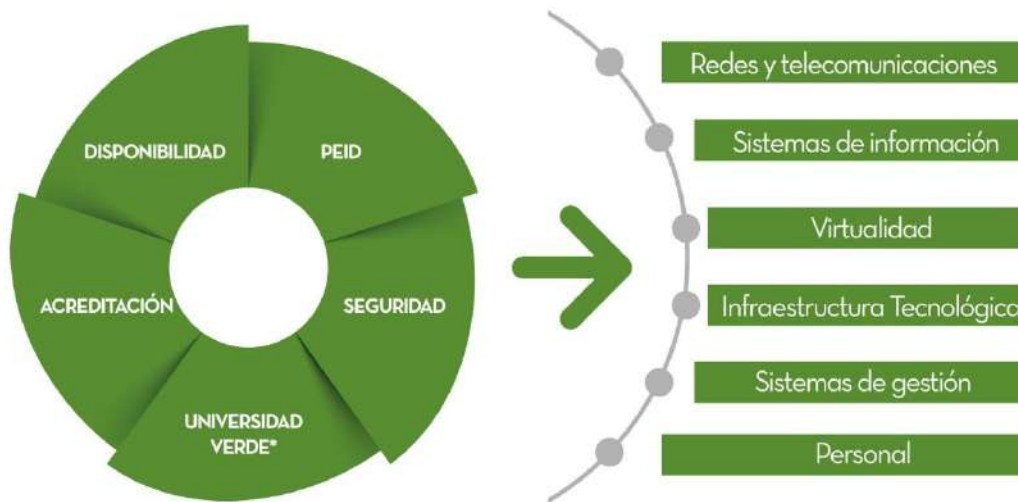 DISPONIBILIDAD
PEID
ACREDITACIÓN
SEGURIDAD
UNIVERSIDAD
VERDE*
Redes y telecomunicaciones
Sistemas de información
Virtualidad
Infraestructura Tecnológica
Sistemas de gestión
Personal